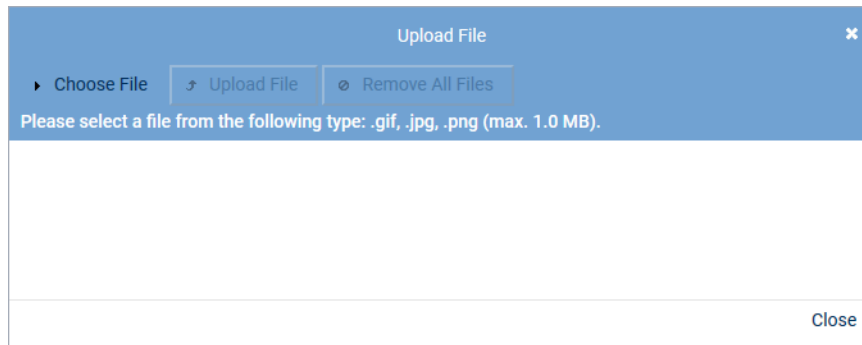 Upload File
Choose File Upload File Remove All Files
Please select a file from the following type: .gif, .jpg, .png (max. 1.0 MB).
Close